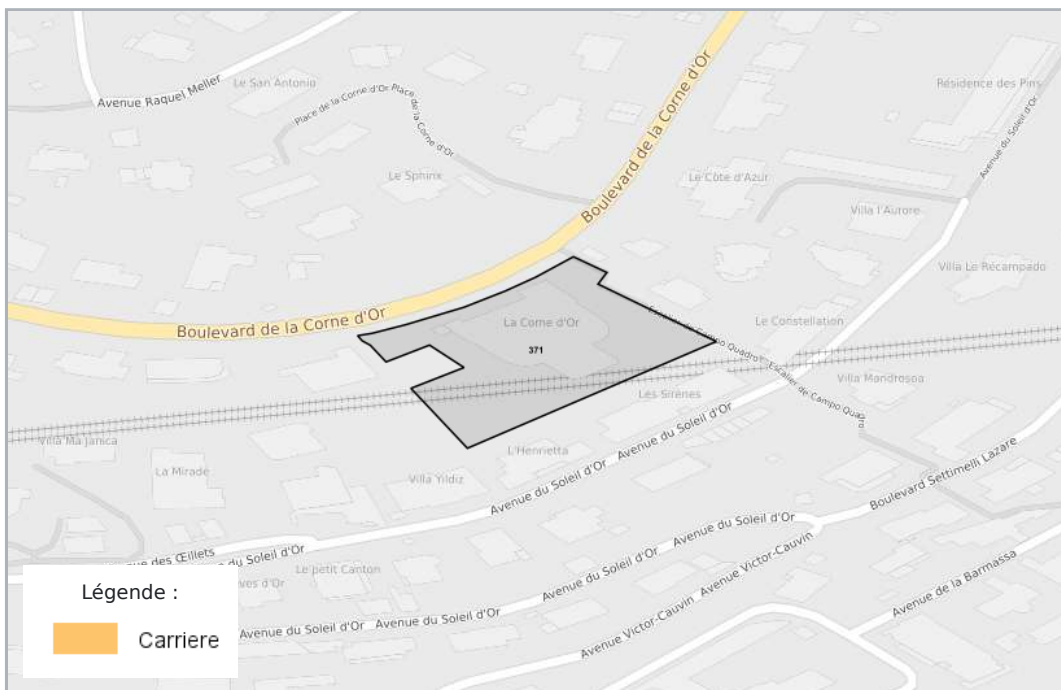 Avenue Raquel Meller
Le San Antonio
Place de la Corne d'Or Place de la Corne d'Or
Le Sphinx
Boulevard de la Corne d'Or
Boulevard de la Corne d'Or
Résidence des Pins
Avenue du Soleil d'Or
Le Côte d'Azur
Villa l'Aurore
Villa Le Récampado
Boulevard de la Corne d'Or
La Corne d'Or
371
Escalier de Campo Quadro Escalier de Campo Quadro
Le Constellation
Villa Mandrosoa
Les Sirènes
Villa Ma Janica
La Mirade
L'Henrietta
Villa Yildiz
Avenue du Soleil d'Or Avenue du Soleil d'Or
Boulevard Settimelli Lazare
des Œillets
du Soleil d'Or
Le petit Canton
d'Or
Avenue du Soleil d'Or Avenue du Soleil d'Or
Avenue du Soleil d'Or Avenue du Soleil d'Or
Avenue Victor-Cauvin Avenue Victor-Cauvin
Avenue de la Barmassa
Légende :
Carriere